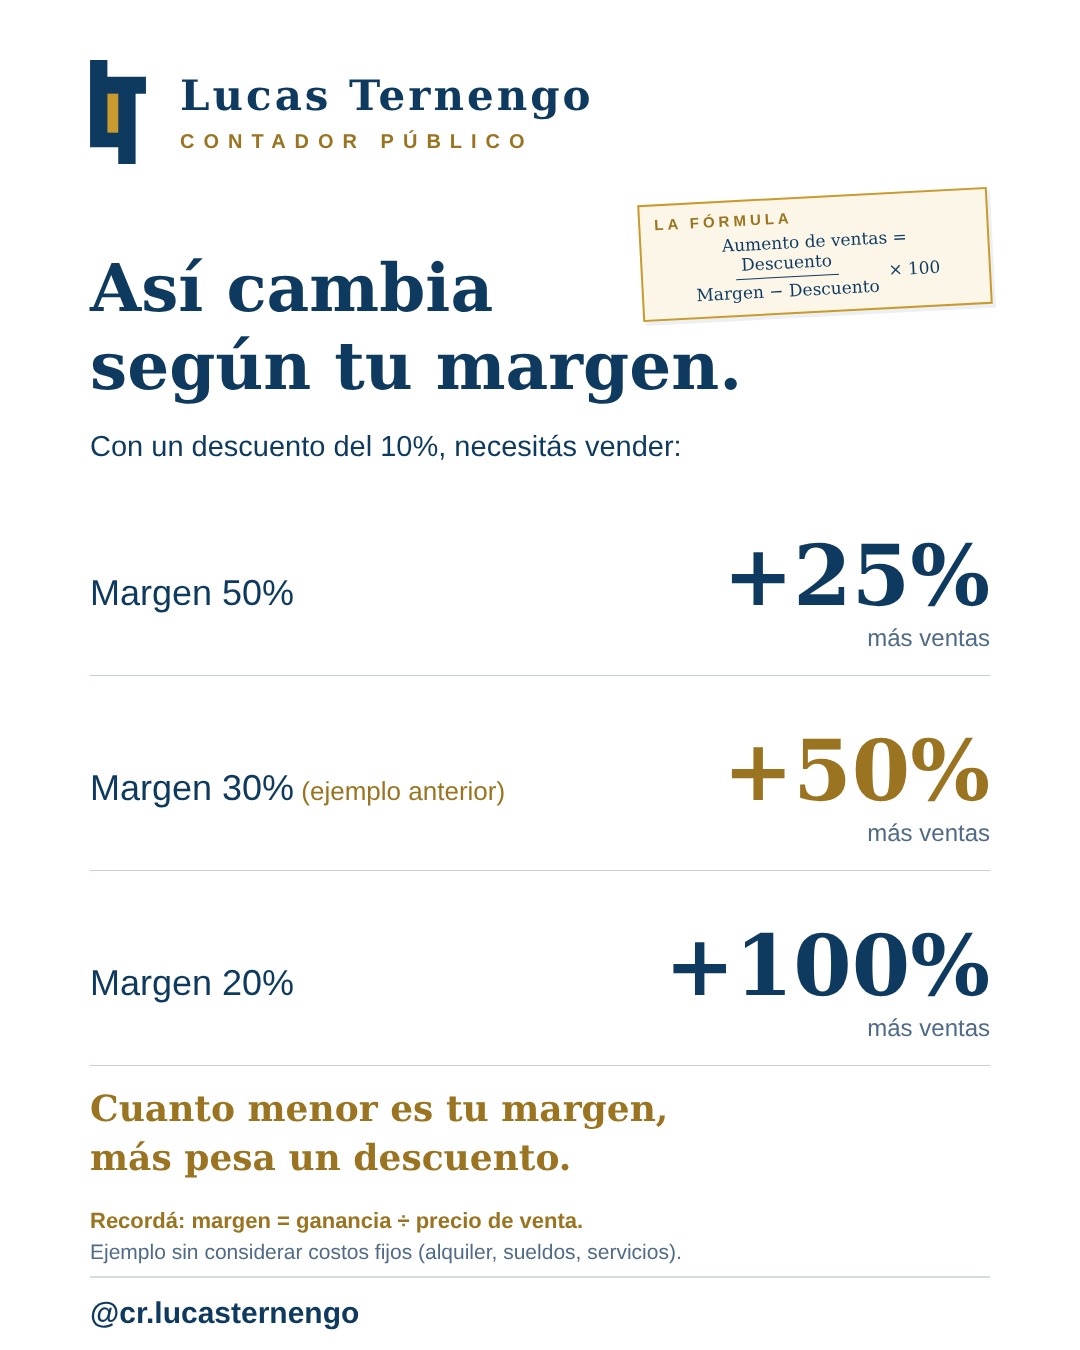 Lucas Ternengo
CONTADOR PÚBLICO
LA FÓRMULA
Aumento de ventas =
Descuento
Margen − Descuento
× 100
Así cambia
según tu margen.
Con un descuento del 10%, necesitás vender:
Margen 50%
+25%
más ventas
Margen 30% (ejemplo anterior)
+50%
más ventas
Margen 20%
+100%
más ventas
Cuanto menor es tu margen,
más pesa un descuento.
Recordá: margen = ganancia ÷ precio de venta.
Ejemplo sin considerar costos fijos (alquiler, sueldos, servicios).
@cr.lucasternengo